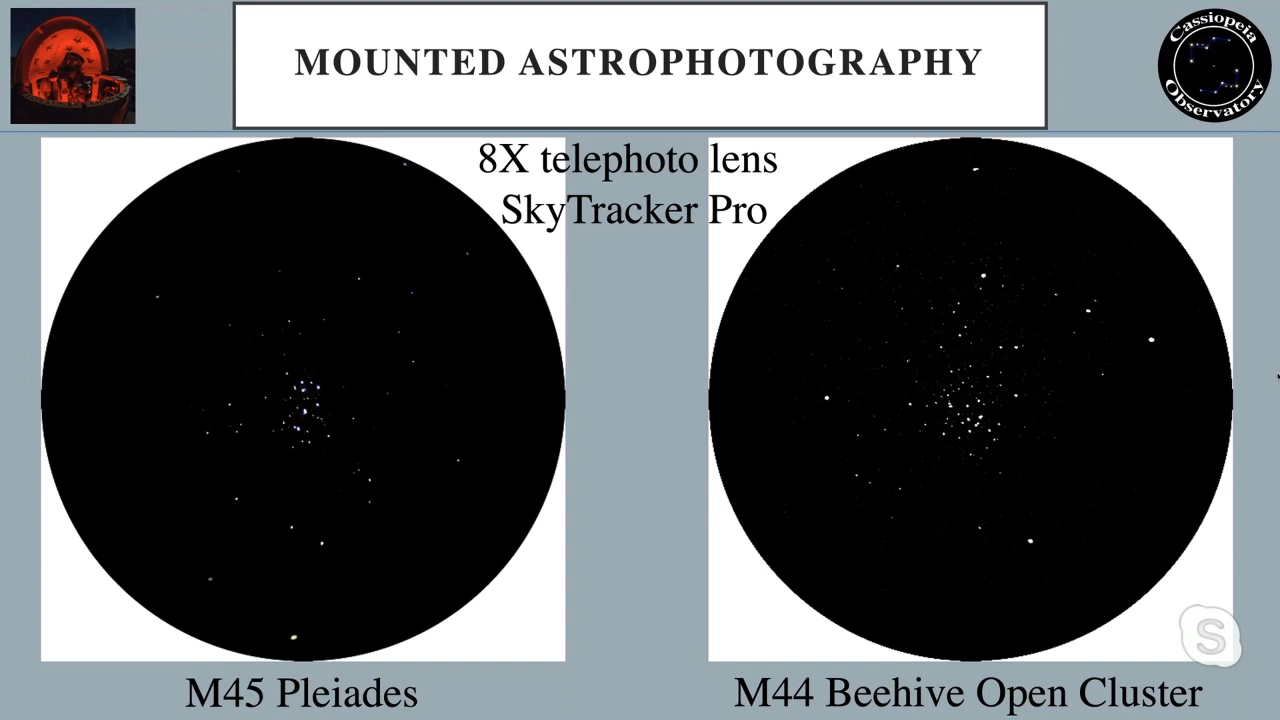 MOUNTED ASTROPHOTOGRAPHY
Cassiopeia
Observatory
8X telephoto lens
SkyTracker Pro
S
M45 Pleiades
M44 Beehive Open Cluster